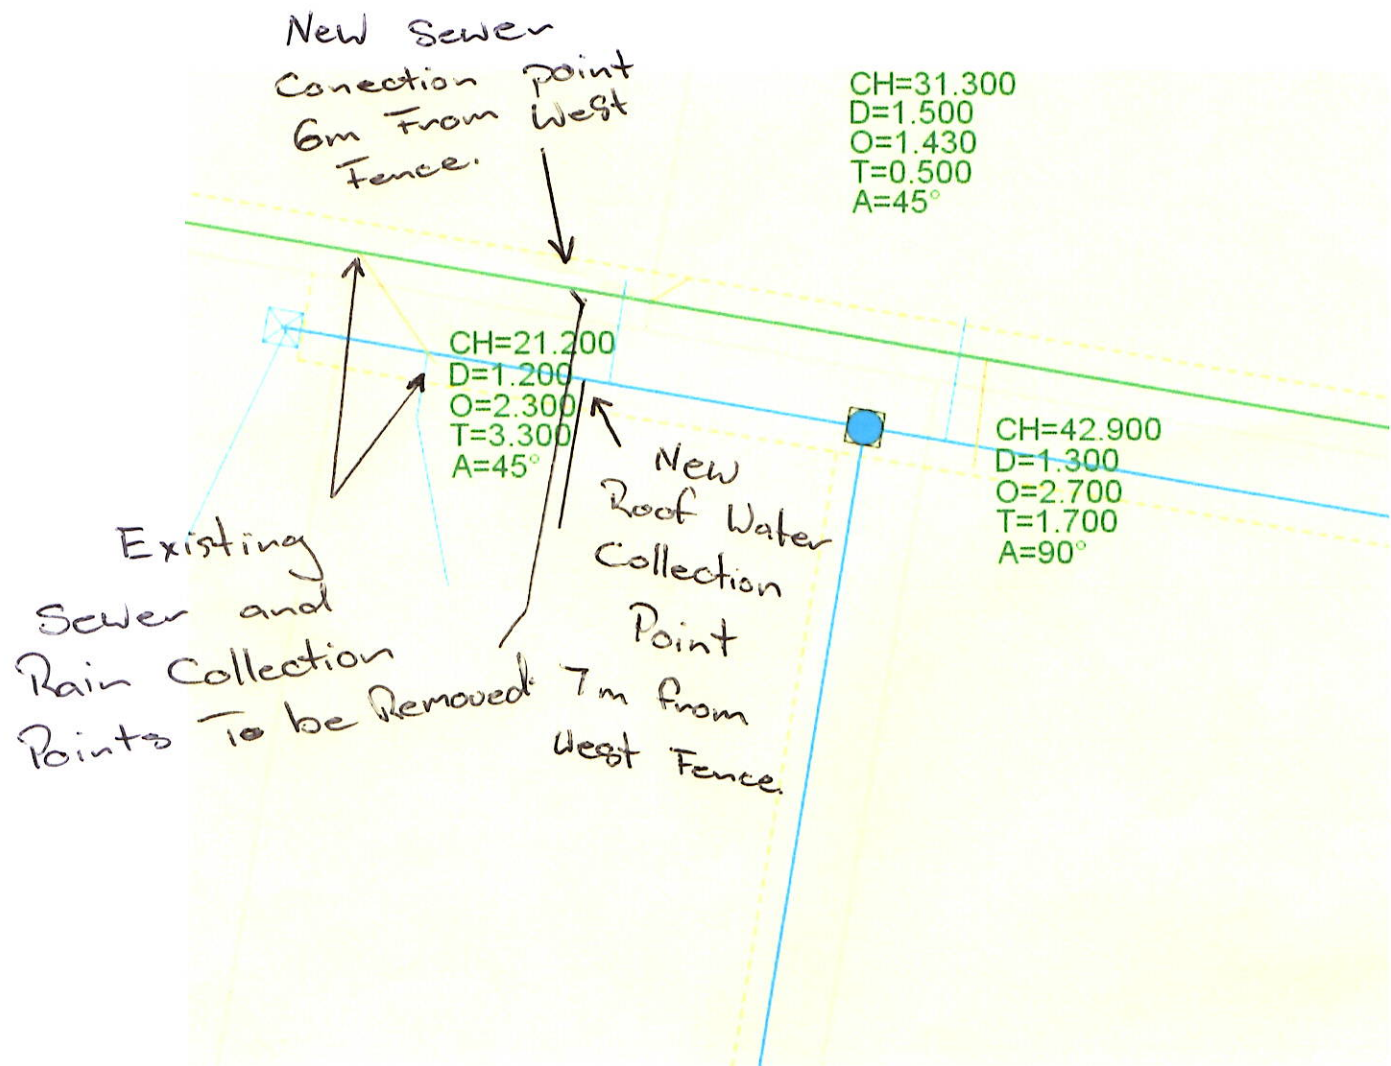 New Sewer
Conection point
6m From West
Fence.
CH=31.300
D=1.500
O=1.430
T=0.500
A=45°
CH=21.200
D=1.200
O=2.300
T=3.300
A=45°
CH=42.900
D=1.300
O=2.700
T=1.700
A=90°
New
Roof Water
Collection
Point
7m from
West Fence.
Existing
Sewer and
Rain Collection
Points To be Removed